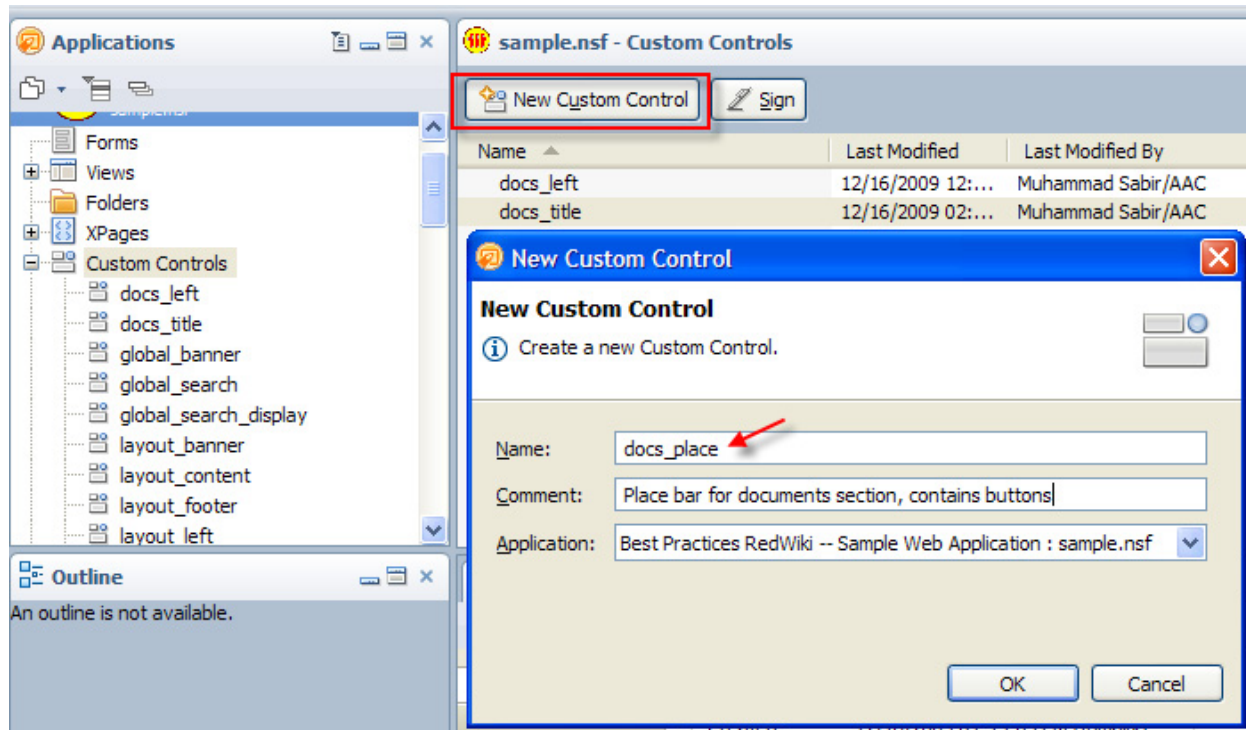 Applications
sample.nsf
Forms
Views
Folders
XPages
Custom Controls
docs_left
docs_title
global_banner
global_search
global_search_display
layout_banner
layout_content
layout_footer
layout_left
Outline
An outline is not available.
sample.nsf - Custom Controls
New Custom Control
Sign
Name Last Modified Last Modified By
docs_left 12/16/2009 12:... Muhammad Sabir/AAC
docs_title 12/16/2009 02:... Muhammad Sabir/AAC
New Custom Control
New Custom Control
Create a new Custom Control.
Name: docs_place
Comment: Place bar for documents section, contains buttons
Application: Best Practices RedWiki -- Sample Web Application : sample.nsf
OK Cancel